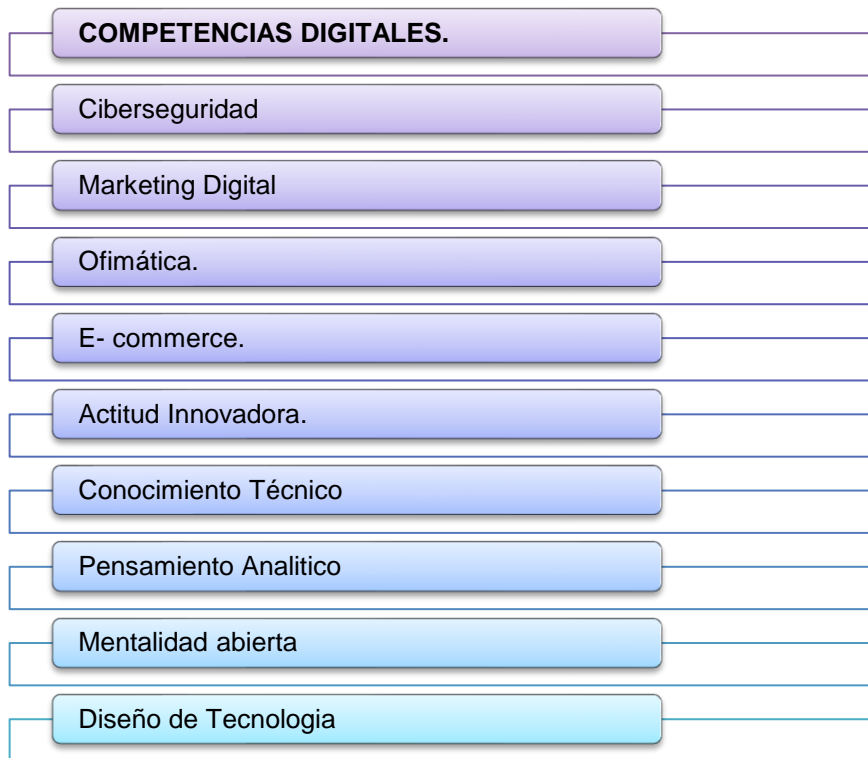 COMPETENCIAS DIGITALES.
Ciberseguridad
Marketing Digital
Ofimática.
E- commerce.
Actitud Innovadora.
Conocimiento Técnico
Pensamiento Analitico
Mentalidad abierta
Diseño de Tecnologia